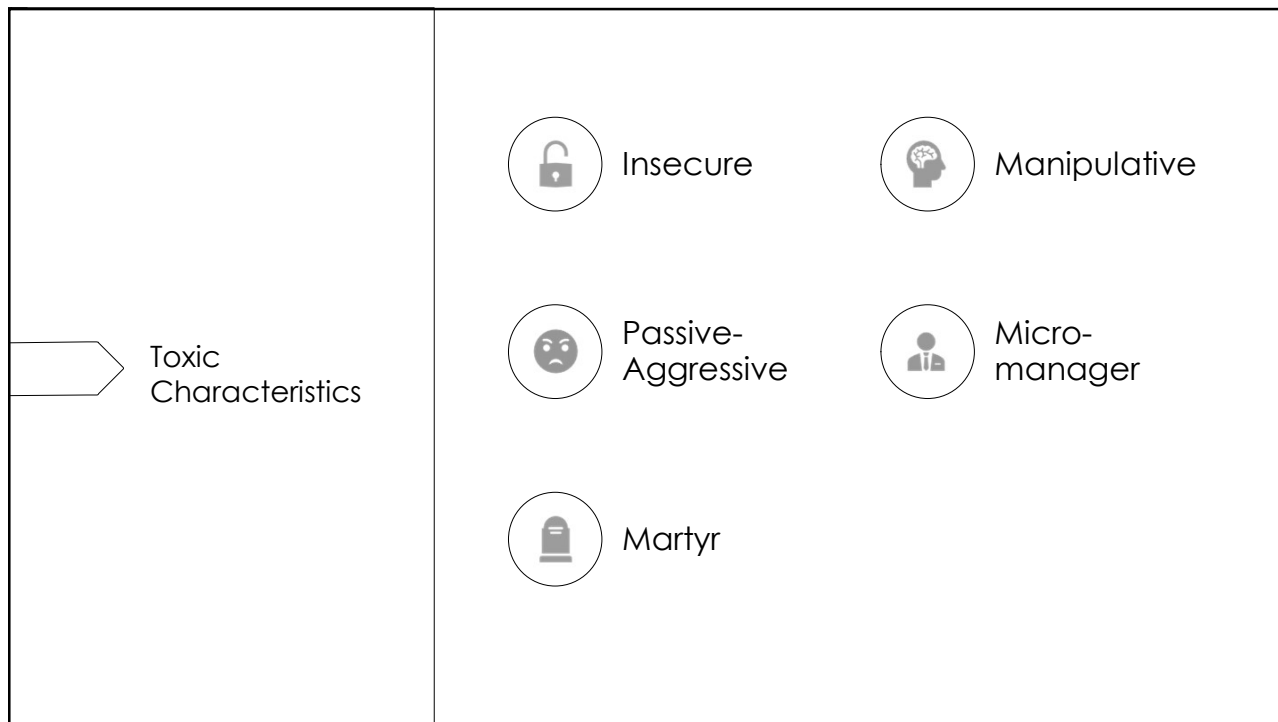 Toxic
Characteristics
Insecure
Manipulative
Passive-
Aggressive
Micro-
manager
Martyr